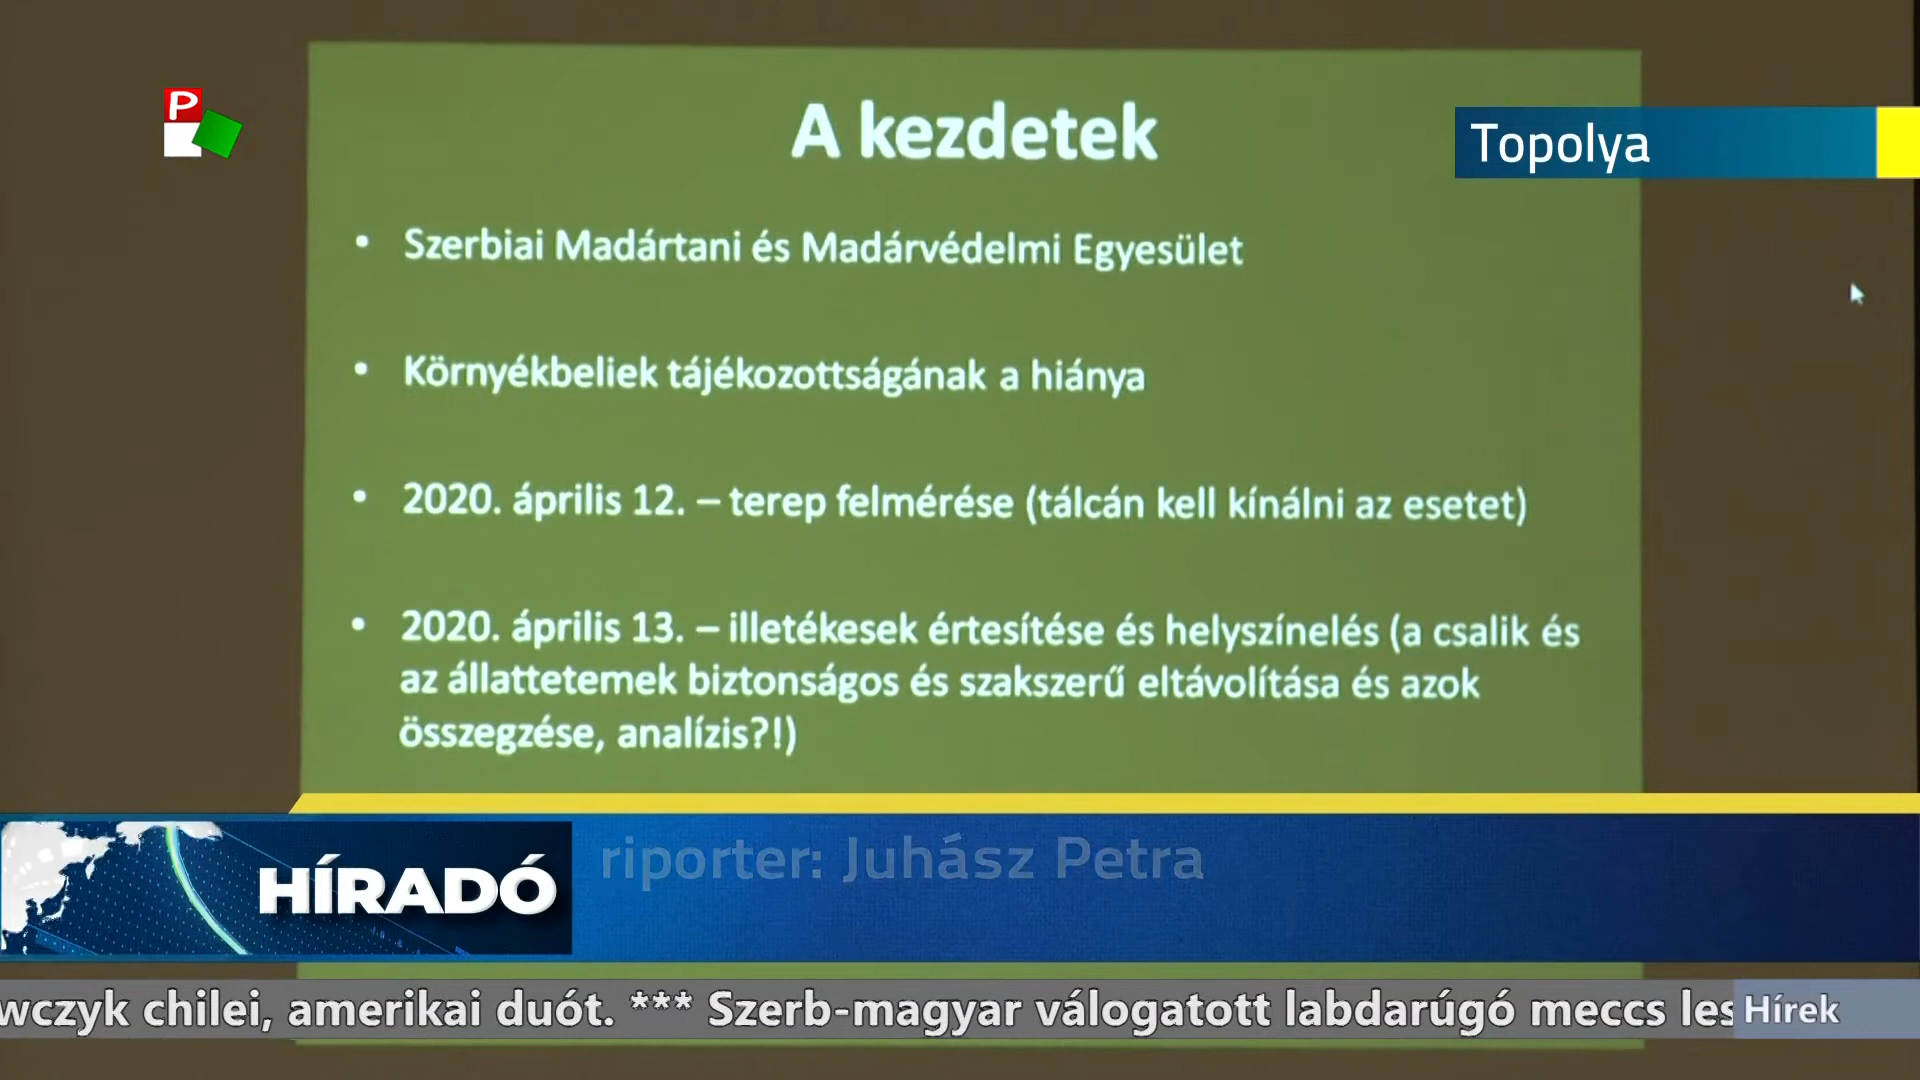 P
A kezdetek
Topolya
• Szerbiai Madártani és Madárvédelmi Egyesület
• Környékbeliek tájékozottságának a hiánya
• 2020. április 12. – terep felmérése (tálcán kell kínálni az esetet)
• 2020. április 13. – illetékesek értesítése és helyszínelés (a csalik és
az állattetemek biztonságos és szakszerű eltávolítása és azok
összegzése, analízis?!)
riporter: Juhász Petra
HÍRADÓ
wczyk chilei, amerikai duót. *** Szerb-magyar válogatott labdarúgó meccs les
Hírek